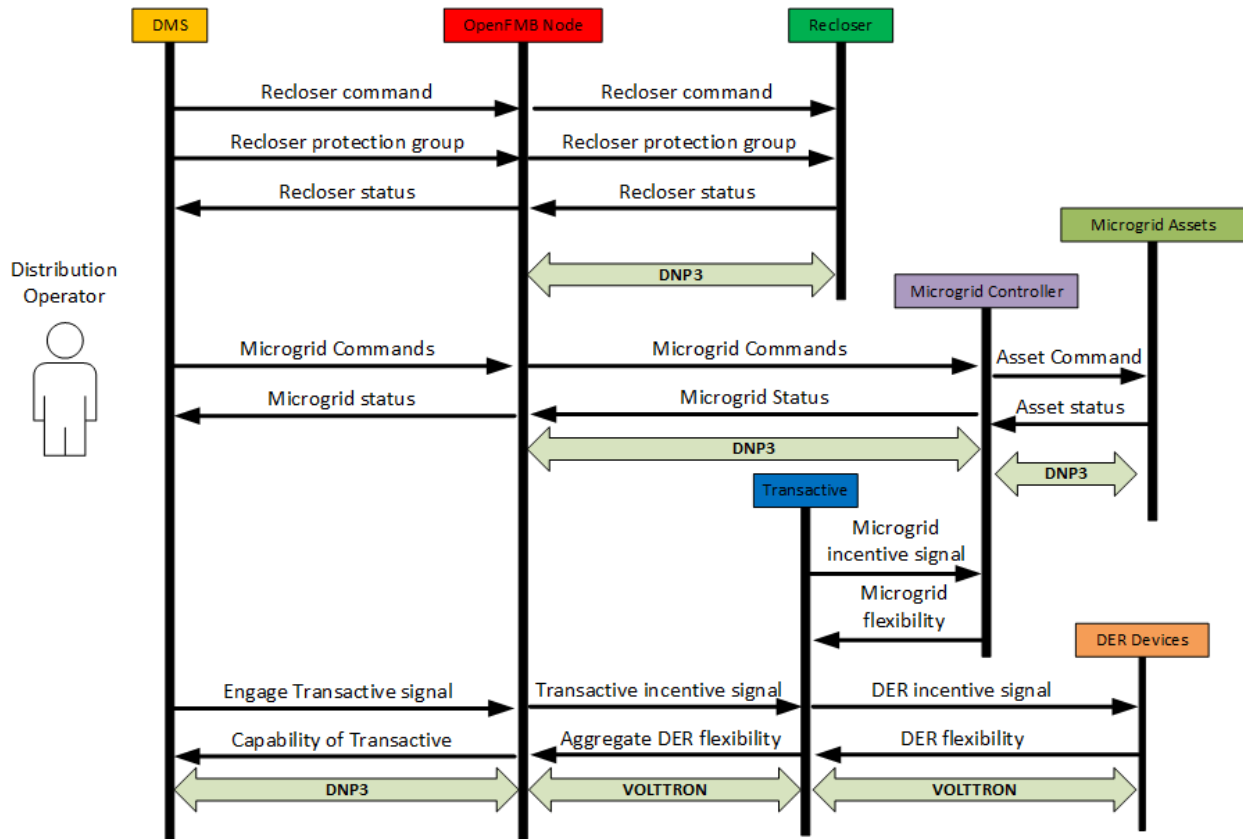 DMS
OpenFMB Node
Recloser
Recloser command
Recloser command
Recloser protection group
Recloser protection group
Recloser status
Recloser status
Microgrid Assets
DNP3
Distribution
Operator
Microgrid Controller
Microgrid Commands
Microgrid Commands
Asset Command
Microgrid status
Microgrid Status
Asset status
DNP3
DNP3
Transactive
Microgrid
incentive signal
Microgrid
flexibility
DER Devices
Engage Transactive signal
Transactive incentive signal
DER incentive signal
Capability of Transactive
Aggregate DER flexibility
DER flexibility
DNP3
VOLTTRON
VOLTTRON